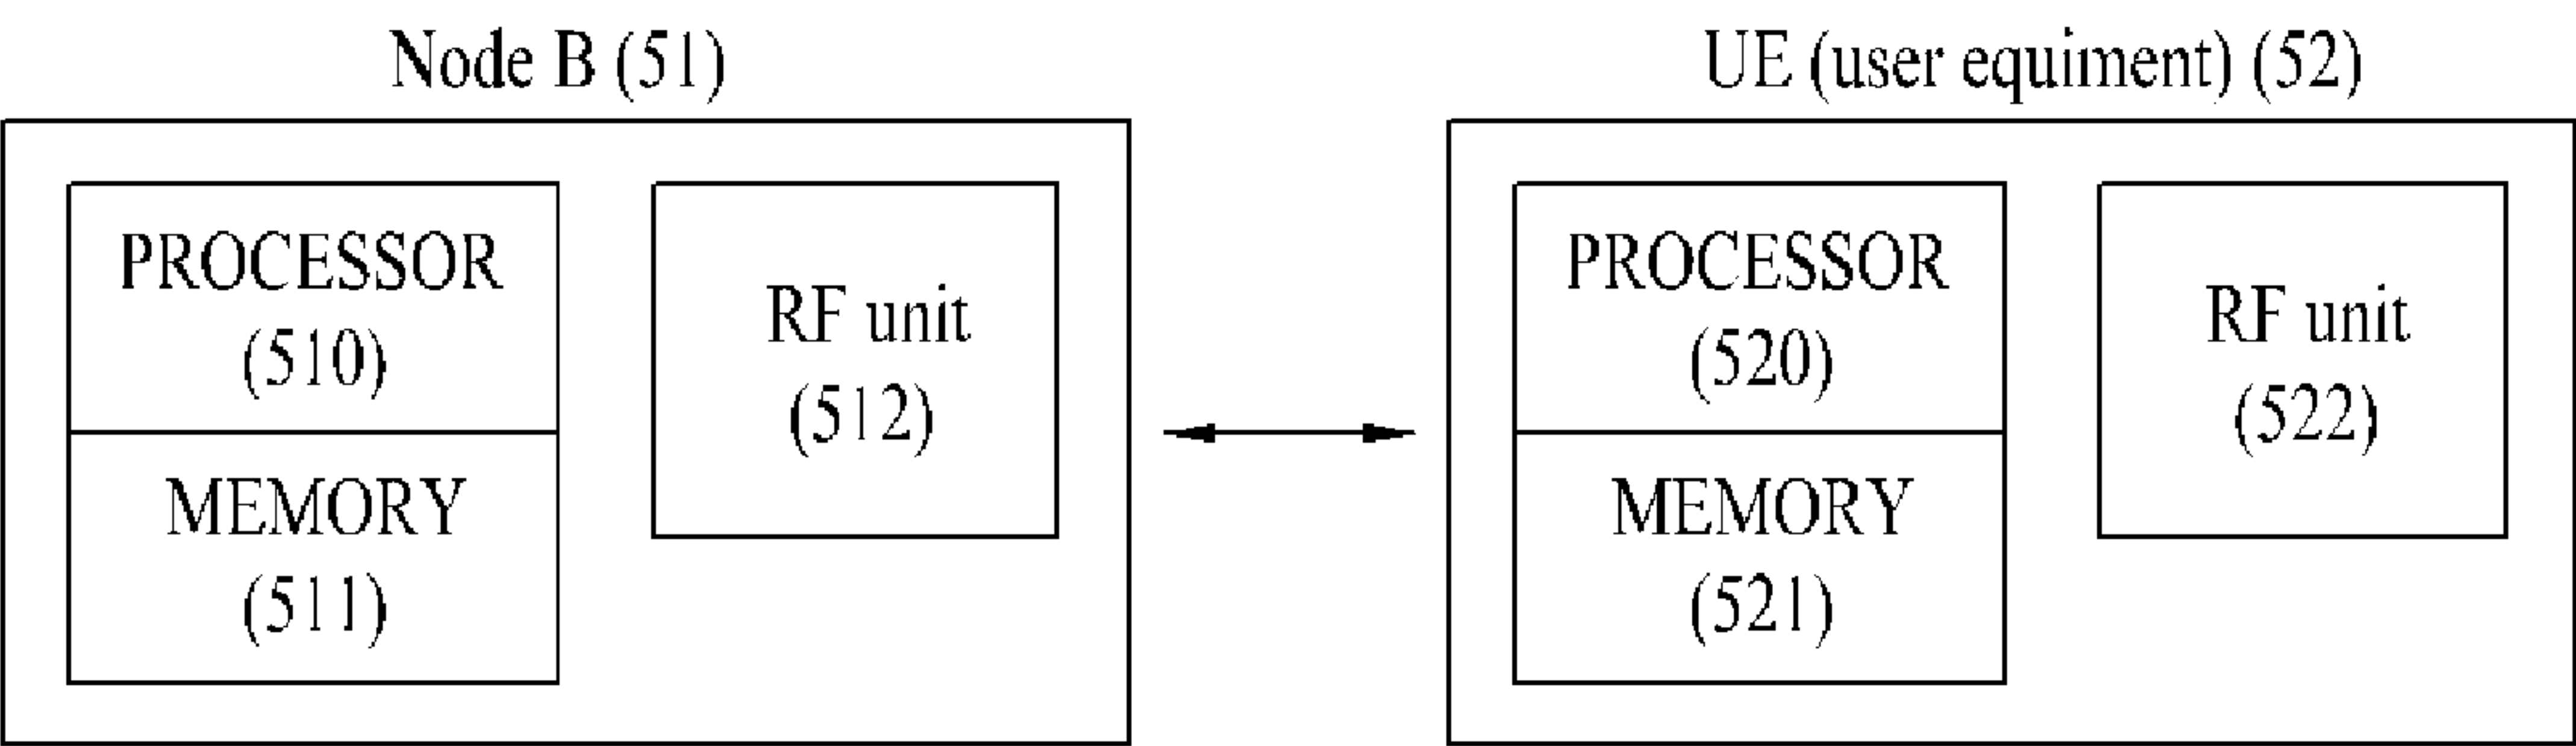 Node B (51)
PROCESSOR
(510)
MEMORY
(511)
RF unit
(512)
UE (user equiment) (52)
PROCESSOR
(520)
MEMORY
(521)
RF unit
(522)